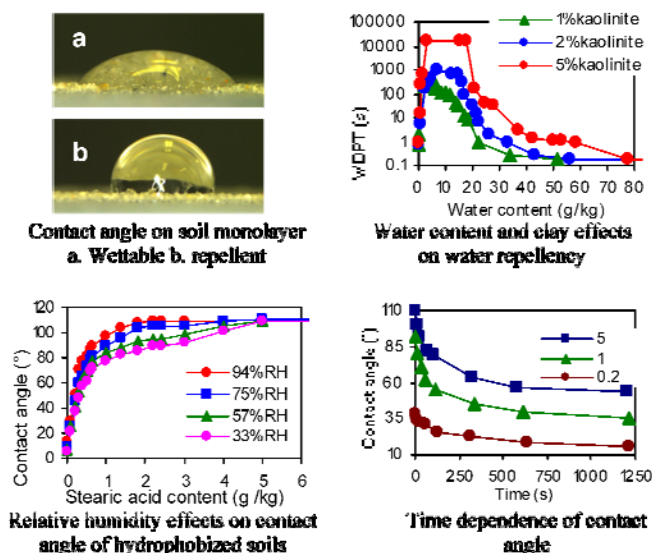 a
b
Contact angle on soil monolayer
a. Wettable b. repellent
WDPT (s)
100000
10000
1000
100
10
1
0.1
0 10 20 30 40 50 60 70 80
Water content (g/kg)
1%kaolinite
2%kaolinite
5%kaolinite
Water content and clay effects
on water repellency
Contact angle (°)
120
100
80
60
40
20
0
0 1 2 3 4 5 6
Stearic acid content (g /kg)
94%RH
75%RH
57%RH
33%RH
Relative humidity effects on contact
angle of hydrophobized soils
Contact angle (°)
110
85
60
35
10
0 250 500 750 1000 1250
Time (s)
5
1
0.2
Time dependence of contact
angle